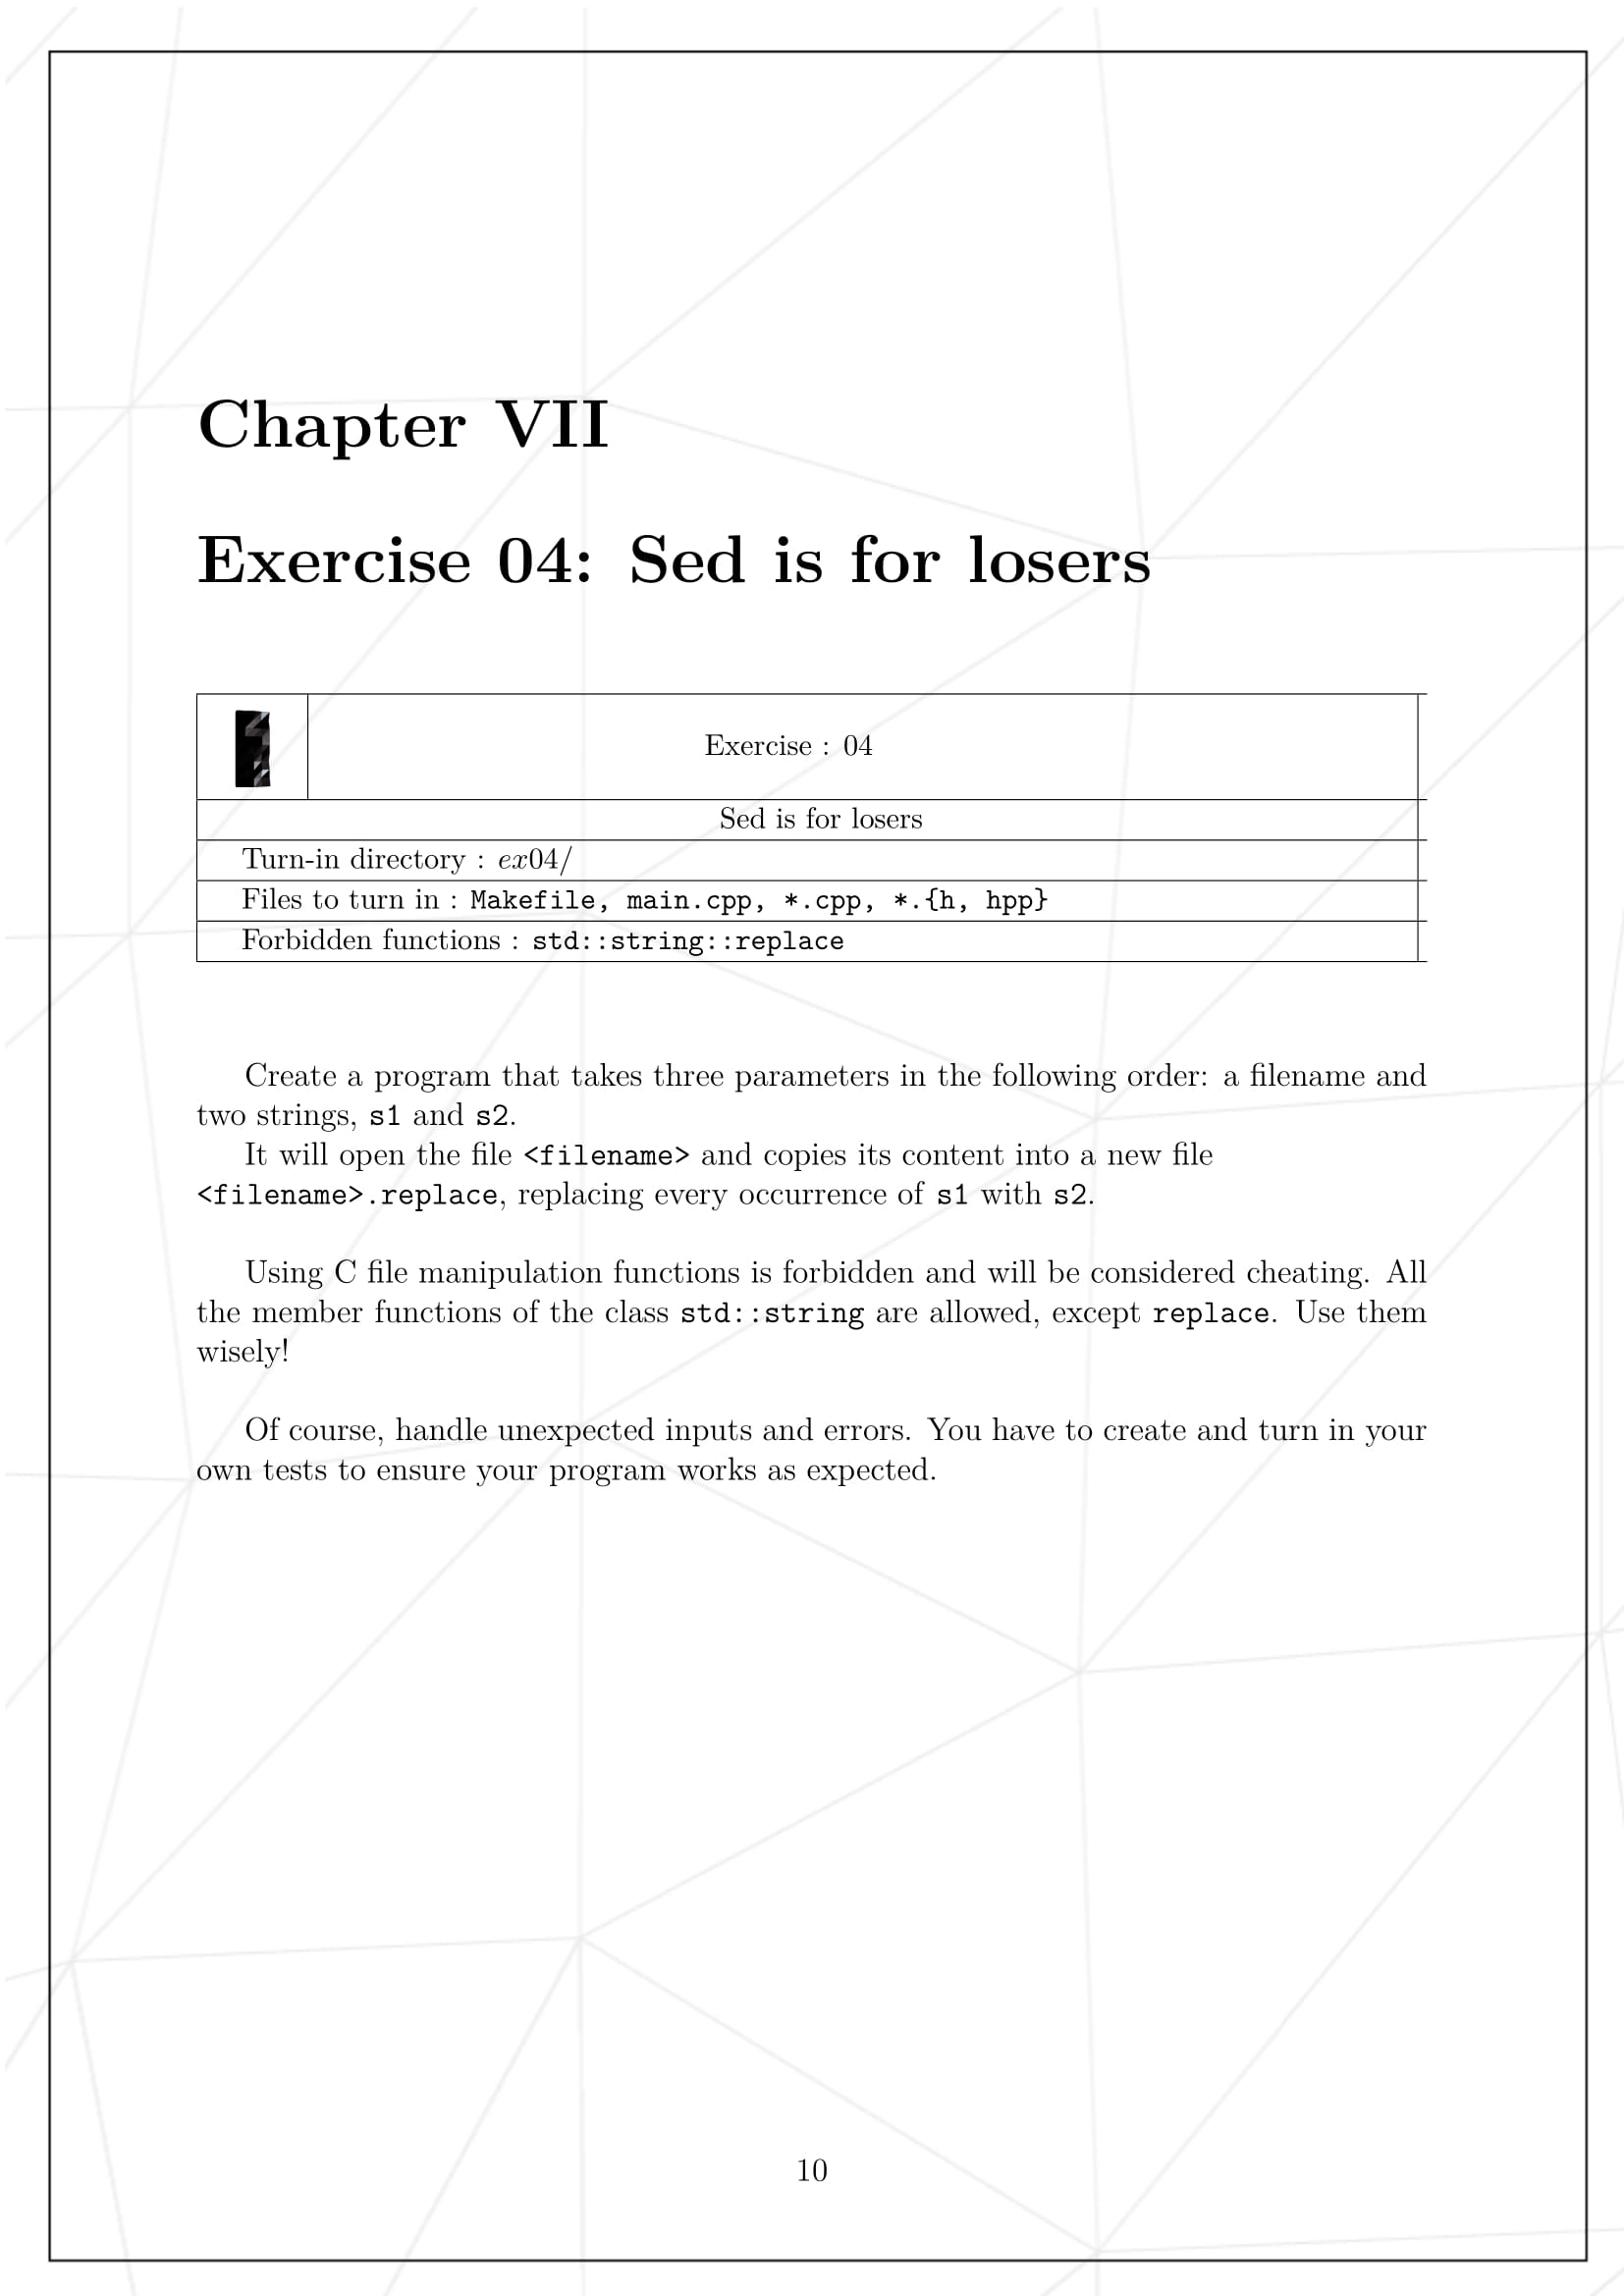 Chapter VII
Exercise 04: Sed is for losers
Exercise : 04
Sed is for losers
Turn-in directory : ex04/
Files to turn in : Makefile, main.cpp, *.cpp, *.{h, hpp}
Forbidden functions : std::string::replace
Create a program that takes three parameters in the following order: a filename and
two strings, s1 and s2.
It will open the file <filename> and copies its content into a new file
<filename>.replace, replacing every occurrence of s1 with s2.
Using C file manipulation functions is forbidden and will be considered cheating. All
the member functions of the class std::string are allowed, except replace. Use them
wisely!
Of course, handle unexpected inputs and errors. You have to create and turn in your
own tests to ensure your program works as expected.
10